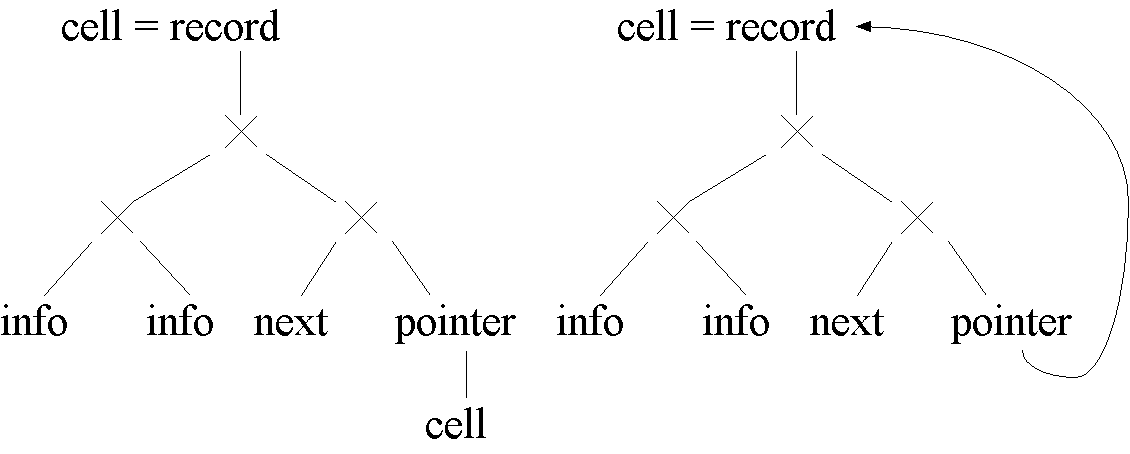 cell = record cell = record
info info next pointer info info next pointer
cell